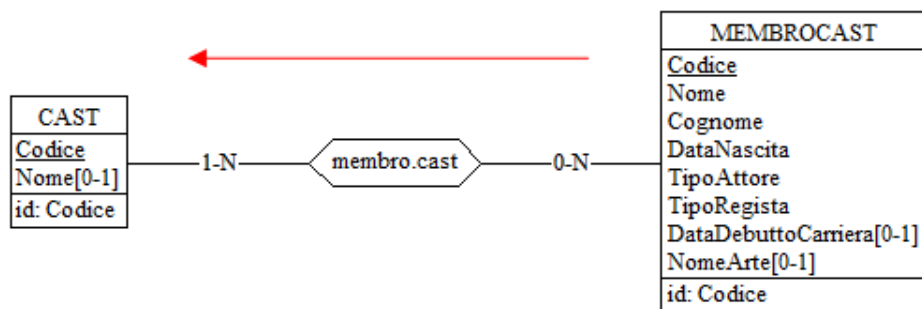 CAST
Codice
Nome[0-1]
id: Codice
1-N
membro.cast
0-N
MEMBROCAST
Codice
Nome
Cognome
DataNascita
TipoAttore
TipoRegista
DataDebuttoCarriera[0-1]
NomeArte[0-1]
id: Codice